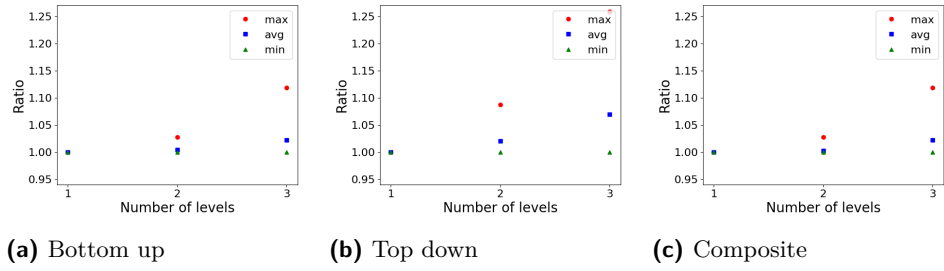 1.25
1.20
1.15
1.10
1.05
1.00
0.95
Ratio
max
avg
min
1
2
3
Number of levels
(a) Bottom up
1.25
1.20
1.15
1.10
1.05
1.00
0.95
Ratio
max
avg
min
1
2
3
Number of levels
(b) Top down
1.25
1.20
1.15
1.10
1.05
1.00
0.95
Ratio
max
avg
min
1
2
3
Number of levels
(c) Composite